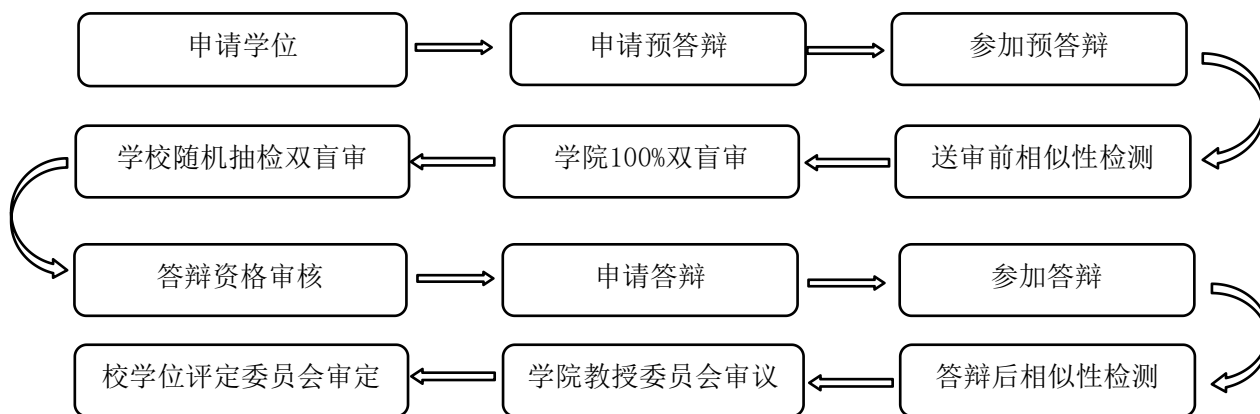 申请学位
申请预答辩
参加预答辩
送审前相似性检测
学院100%双盲审
学校随机抽检双盲审
答辩资格审核
申请答辩
参加答辩
答辩后相似性检测
学院教授委员会审议
校学位评定委员会审定